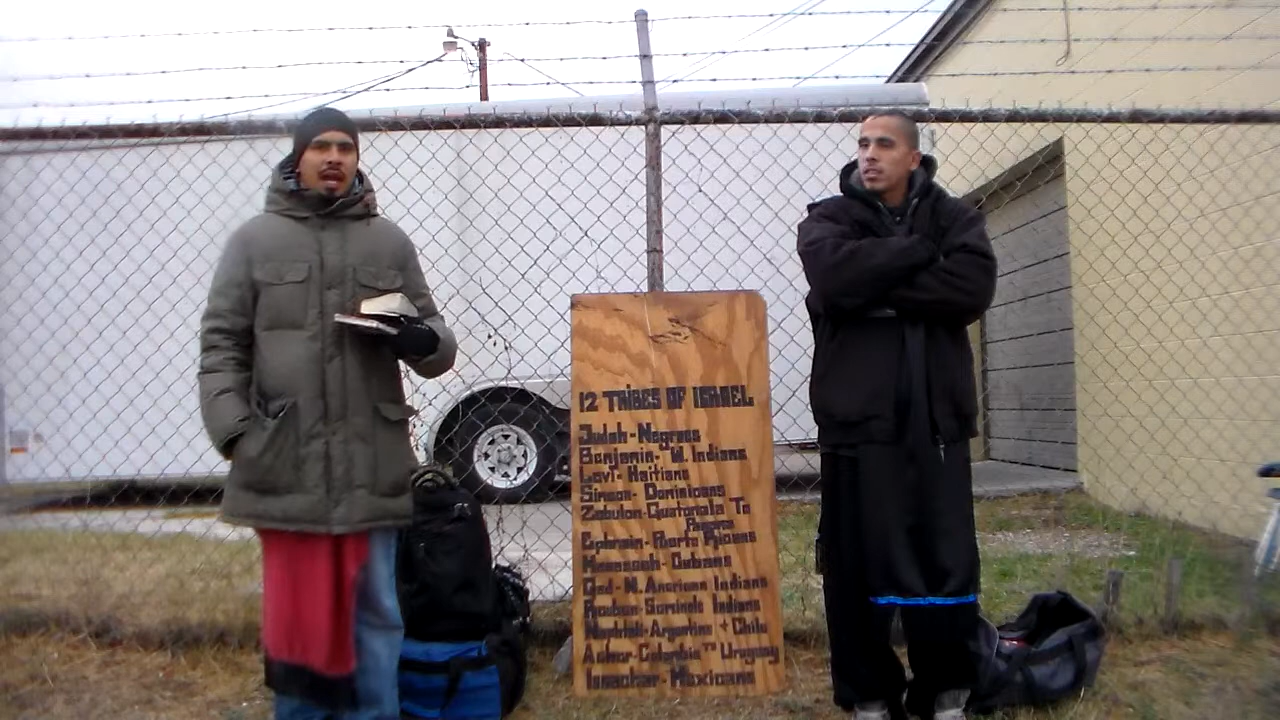 12 TRIBES OF ISRAEL
Judah - Negroes
Benjamin - W. Indians
Levi - Haitians
Simeon - Dominicans
Zebulon - Guatemala To
Panama
Ephraim - Puerto Ricans
Manasseh - Cubans
Gad - N. American Indians
Reuben - Seminole Indians
Naphtali - Argentina + Chile
Asher - Colombia To Uruguay
Issachar - Mexicans